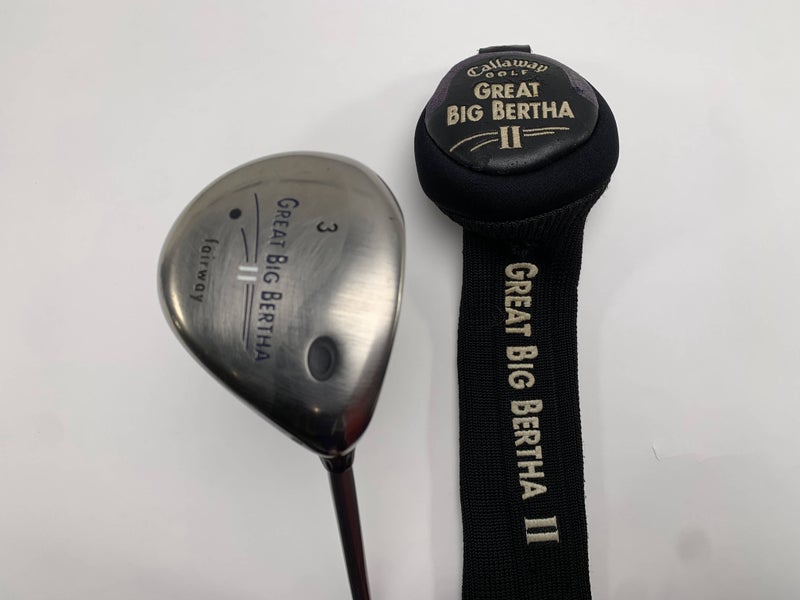 3
GREAT BIG BERTHA
II
fairway
Callaway
GOLF
GREAT
BIG BERTHA
II
GREAT BIG BERTHA II